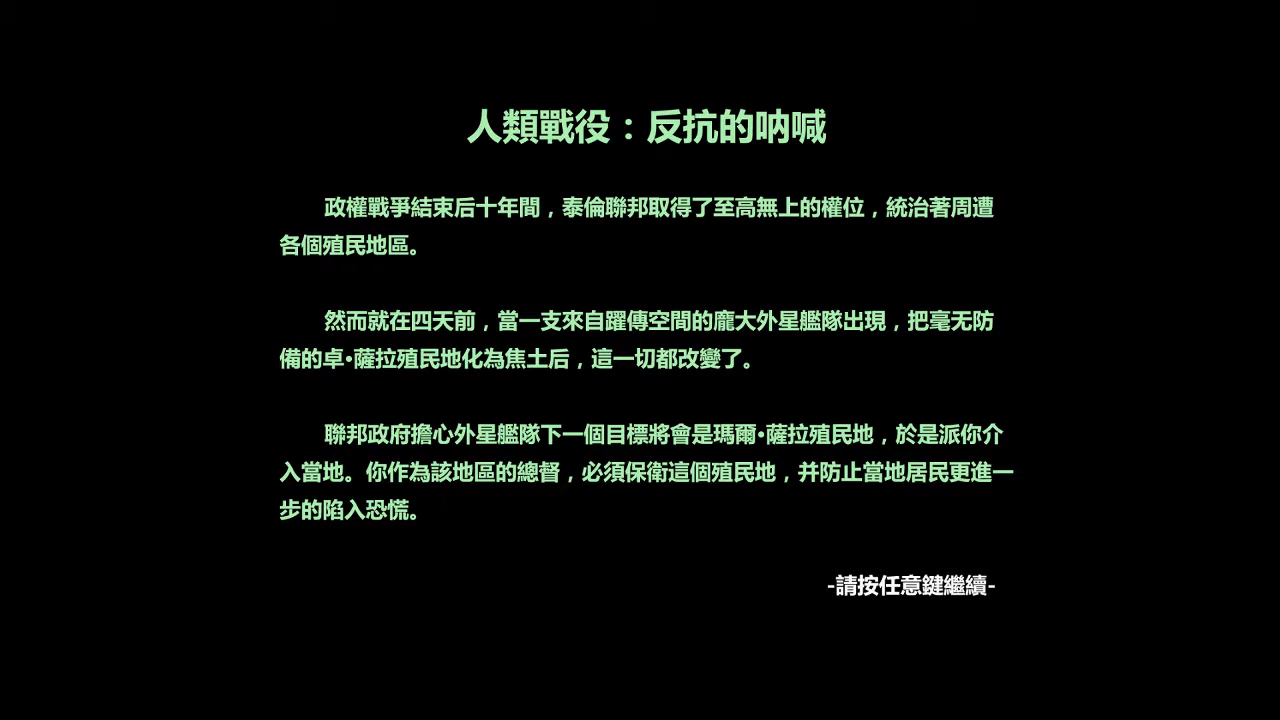 人類戰役：反抗的呐喊
政權戰爭結束后十年間，泰倫聯邦取得了至高無上的權位，統治著周遭
各個殖民地區。
然而就在四天前，當一支來自躍傳空間的龐大外星艦隊出現，把毫无防
備的卓·薩拉殖民地化為焦土后，這一切都改變了。
聯邦政府擔心外星艦隊下一個目標將會是瑪爾·薩拉殖民地，於是派你介
入當地。你作為該地區的總督，必須保衛這個殖民地，并防止當地居民更進一
步的陷入恐慌。
-請按任意鍵繼續-